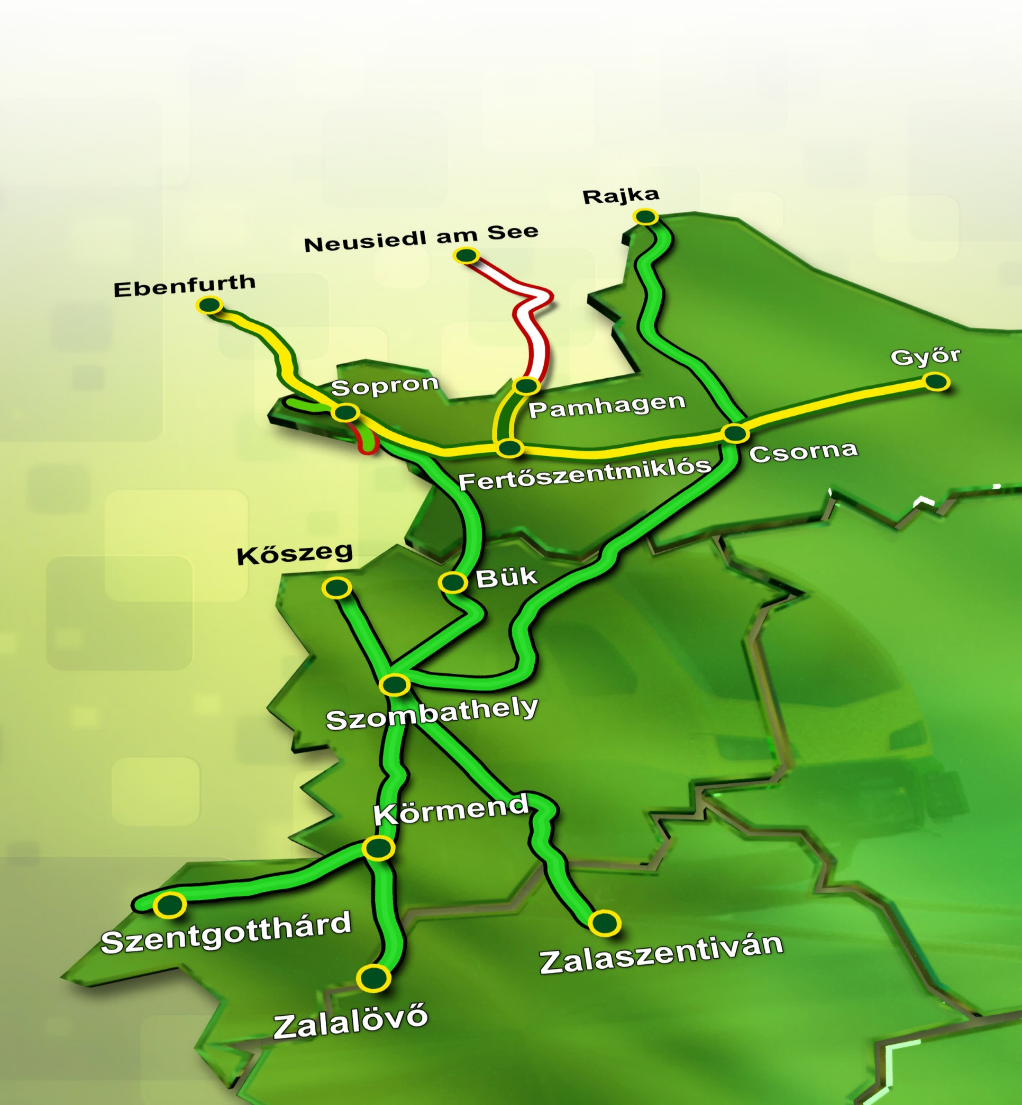 Rajka
Neusiedl am See
Ebenfurth
Győr
Sopron
Pamhagen
Csorna
Fertőszentmiklós
Kőszeg
Bük
Szombathely
Körmend
Szentgotthárd
Zalaszentiván
Zalalövő